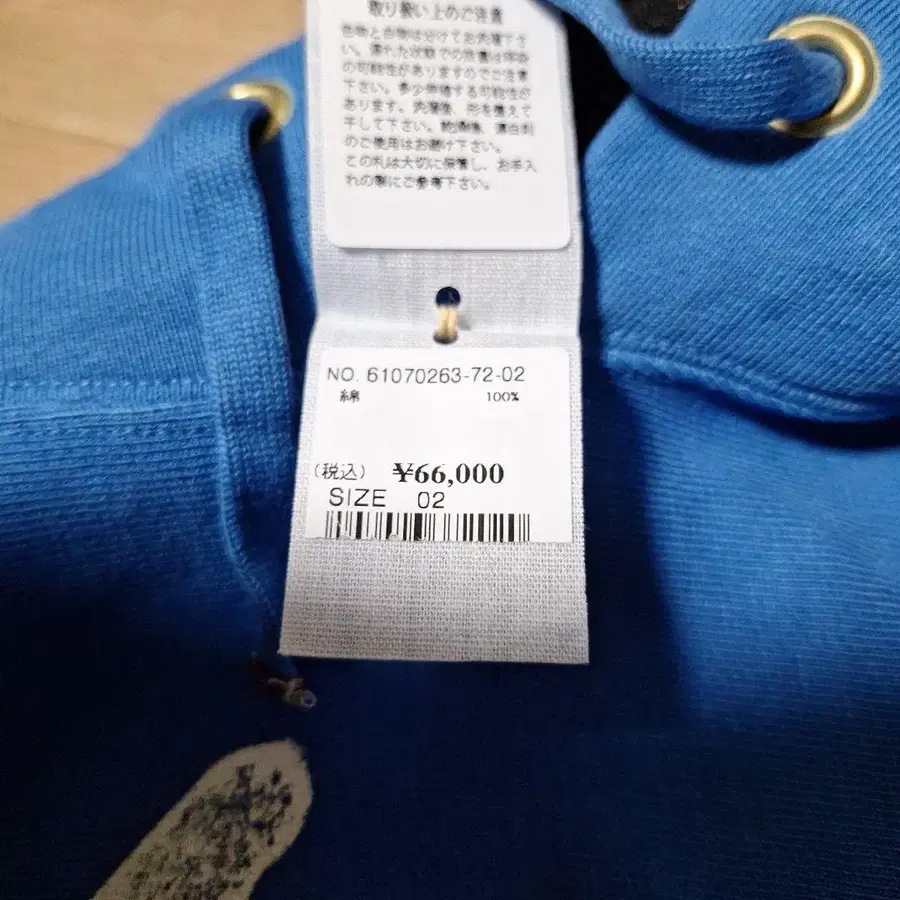 取り扱い上のご注意
色物と白物は分けてお洗濯下さ
い。濡れた状態での放置は移染
の可能性がありますのでご注意
下さい。多少伸縮する可能性が
あります。洗濯後、形を整えて
干して下さい。蛍光剤、漂白剤
のご使用はお避け下さい。
この札は大切に保管し、お手入
れの際にご参考下さい。
NO. 61070263-72-02
綿 100%
(税込) ¥66,000
SIZE 02